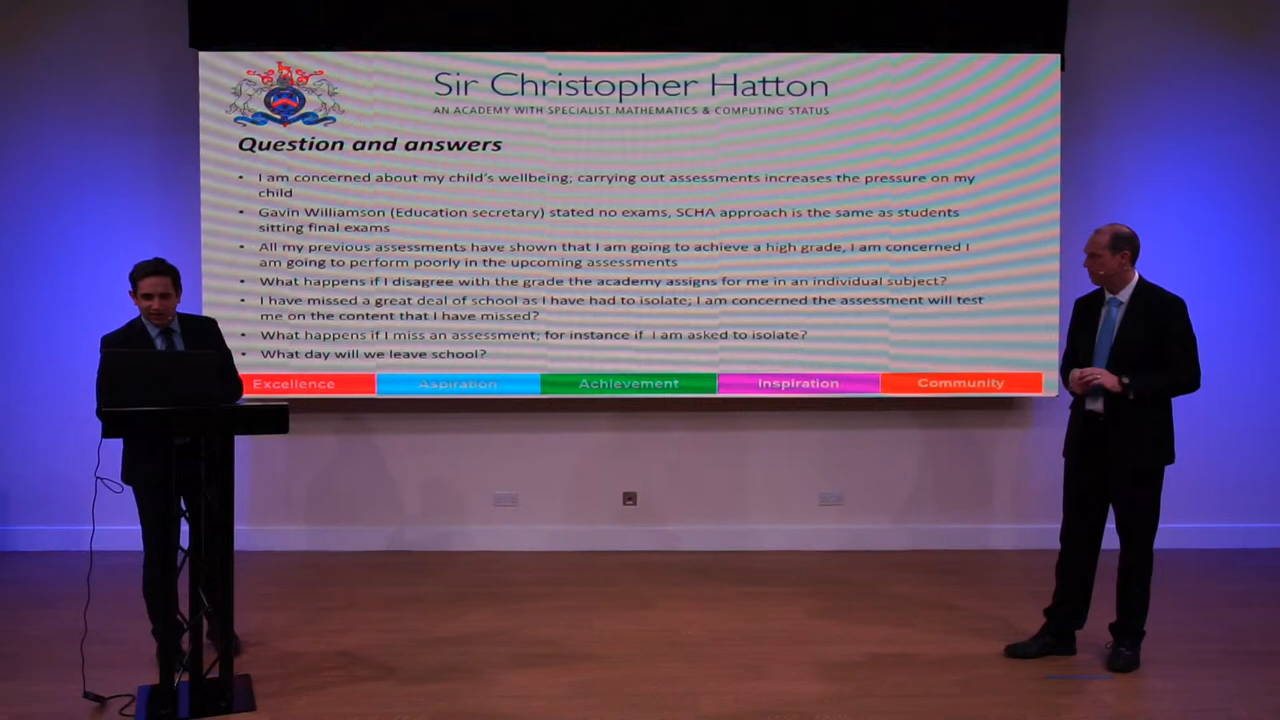 Sir Christopher Hatton
AN ACADEMY WITH SPECIALIST MATHEMATICS & COMPUTING STATUS
Question and answers
• I am concerned about my child's wellbeing; carrying out assessments increases the pressure on my
child
• Gavin Williamson (Education secretary) stated no exams, SCHA approach is the same as students
sitting final exams
• All my previous assessments have shown that I am going to achieve a high grade, I am concerned I
am going to perform poorly in the upcoming assessments
• What happens if I disagree with the grade the academy assigns for me in an individual subject?
• I have missed a great deal of school as I have had to isolate; I am concerned the assessment will test
me on the content that I have missed?
• What happens if I miss an assessment; for instance if I am asked to isolate?
• What day will we leave school?
Excellence Aspiration Achievement Inspiration Community